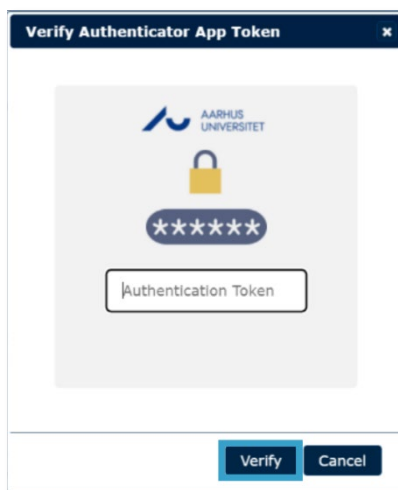 Verify Authenticator App Token
AARHUS
UNIVERSITET
******
Authentication Token
Verify
Cancel